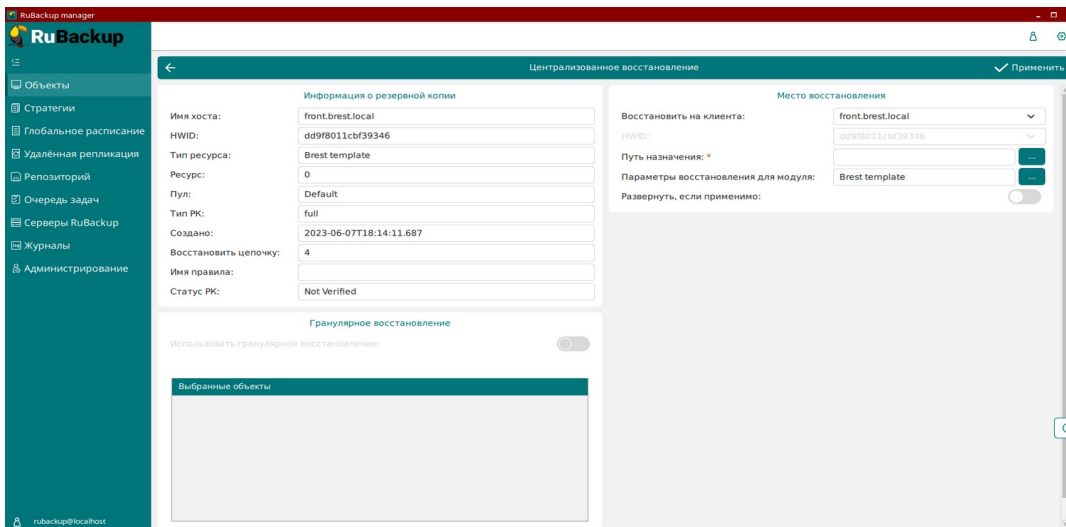 RuBackup manager
RuBackup
Централизованное восстановление
Применить
Объекты
Стратегии
Глобальное расписание
Удалённая репликация
Репозиторий
Очередь задач
Серверы RuBackup
Журналы
Администрирование
rubackup@localhost
Информация о резервной копии
Имя хоста: front.brest.local
HWID: dd9f8011cbf39346
Тип ресурса: Brest template
Ресурс: 0
Пул: Default
Тип РК: full
Создано: 2023-06-07T18:14:11.687
Восстановить цепочку: 4
Имя правила:
Статус РК: Not Verified
Гранулярное восстановление
Использовать гранулярное восстановление:
Выбранные объекты
Место восстановления
Восстановить на клиента: front.brest.local
HWID: dd9f8011cbf39346
Путь назначения: * ...
Параметры восстановления для модуля: Brest template ...
Развернуть, если применимо: